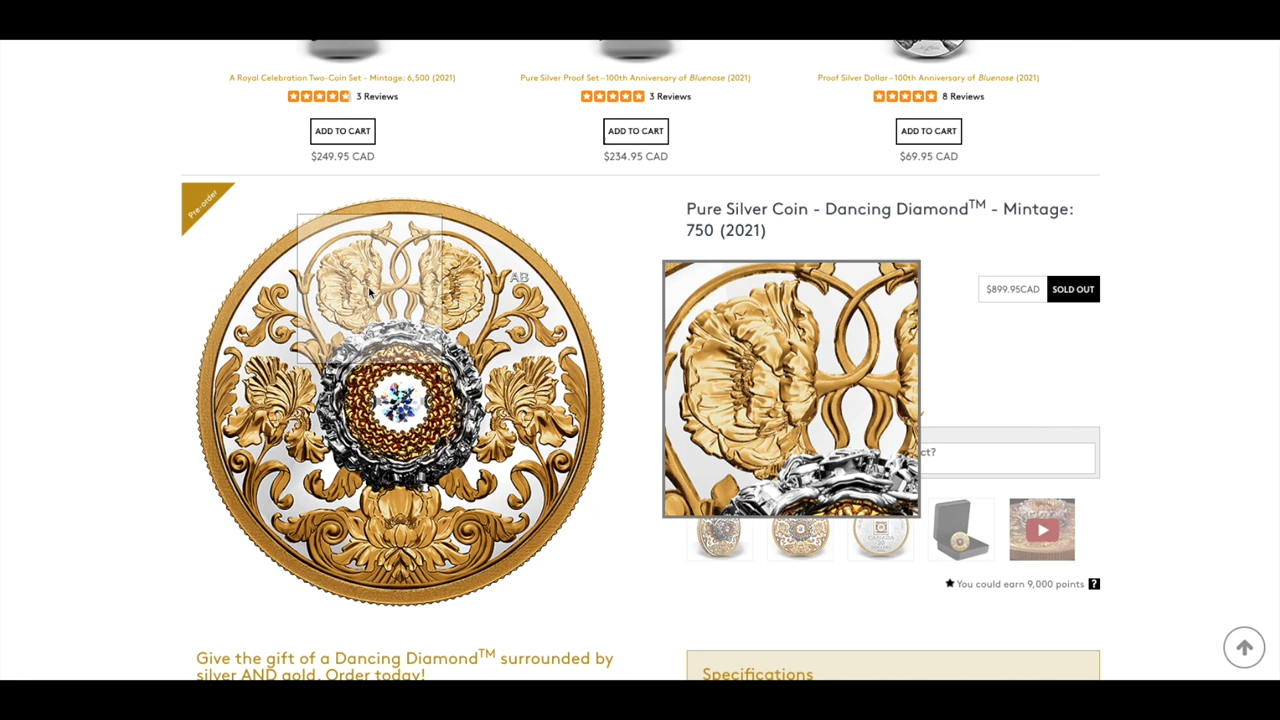 A Royal Celebration Two-Coin Set - Mintage: 6,500 (2021)
3 Reviews
ADD TO CART
$249.95 CAD
Pure Silver Proof Set – 100th Anniversary of Bluenose (2021)
3 Reviews
ADD TO CART
$234.95 CAD
Proof Silver Dollar – 100th Anniversary of Bluenose (2021)
8 Reviews
ADD TO CART
$69.95 CAD
Pre-order
AB
Pure Silver Coin - Dancing Diamond™ - Mintage:
750 (2021)
$899.95CAD
SOLD OUT
ct?
CANADA
You could earn 9,000 points ?
Give the gift of a Dancing Diamond™ surrounded by
silver AND gold. Order today!
Specifications